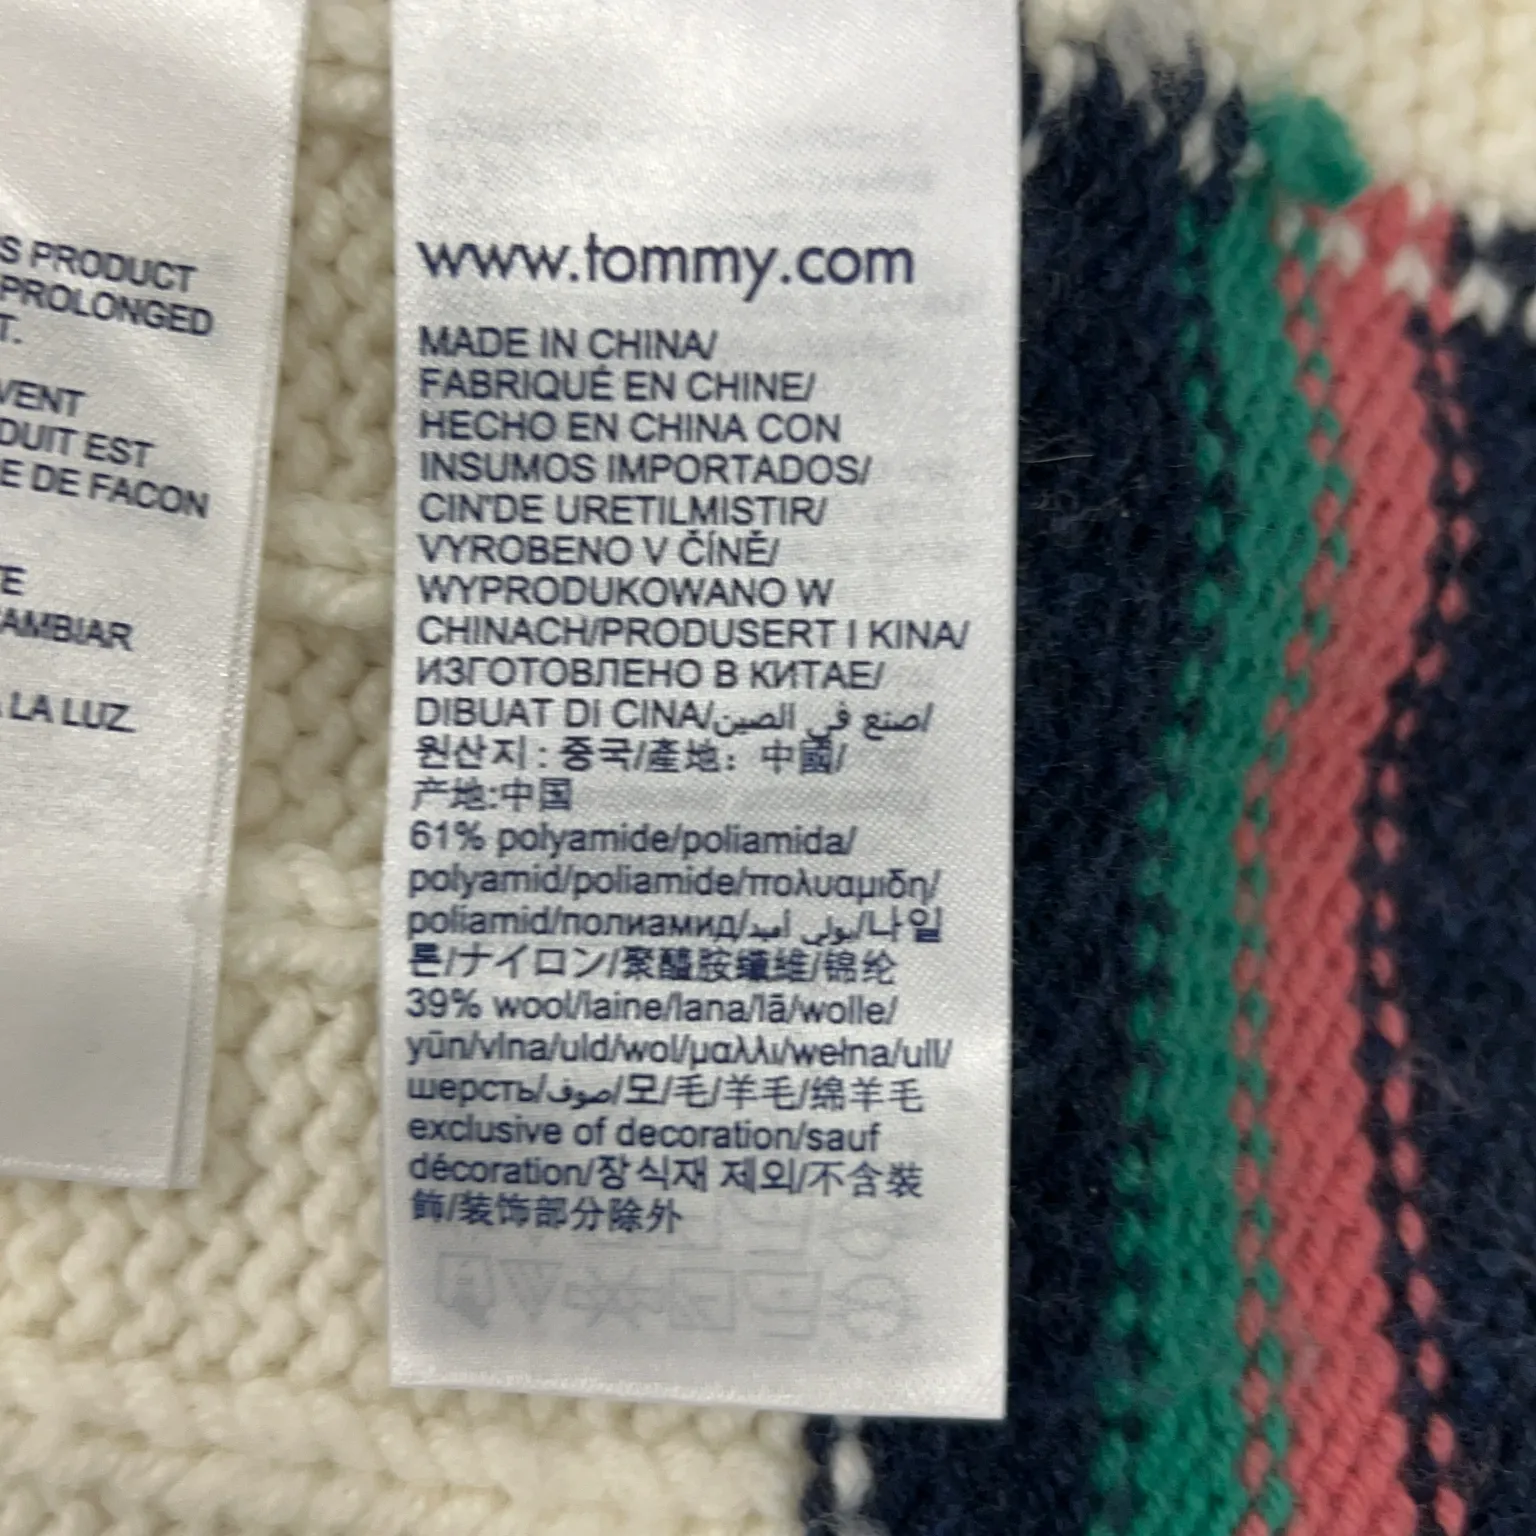 S PRODUCT
PROLONGED
T.
VENT
DUIT EST
E DE FACON
TE
CAMBIAR
A LA LUZ.
www.tommy.com
MADE IN CHINA/
FABRIQUÉ EN CHINE/
HECHO EN CHINA CON
INSUMOS IMPORTADOS/
CIN'DE URETILMISTIR/
VYROBENO V ČÍNĚ/
WYPRODUKOWANO W
CHINACH/PRODUSERT I KINA/
ИЗГОТОВЛЕНО В КИТАЕ/
DIBUAT DI CINA/صنع في الصين/
원산지 : 중국/產地：中國/
产地:中国
61% polyamide/poliamida/
polyamid/poliamide/πολυαμιδη/
poliamid/полиамид/بولي أميد/나일
론/ナイロン/聚醯胺纖維/锦纶
39% wool/laine/lana/lã/wolle/
yün/vlna/uld/wol/μαλλι/wełna/ull/
шерсть/صوف/모/毛/羊毛/绵羊毛
exclusive of decoration/sauf
décoration/장식재 제외/不含裝
飾/装饰部分除外